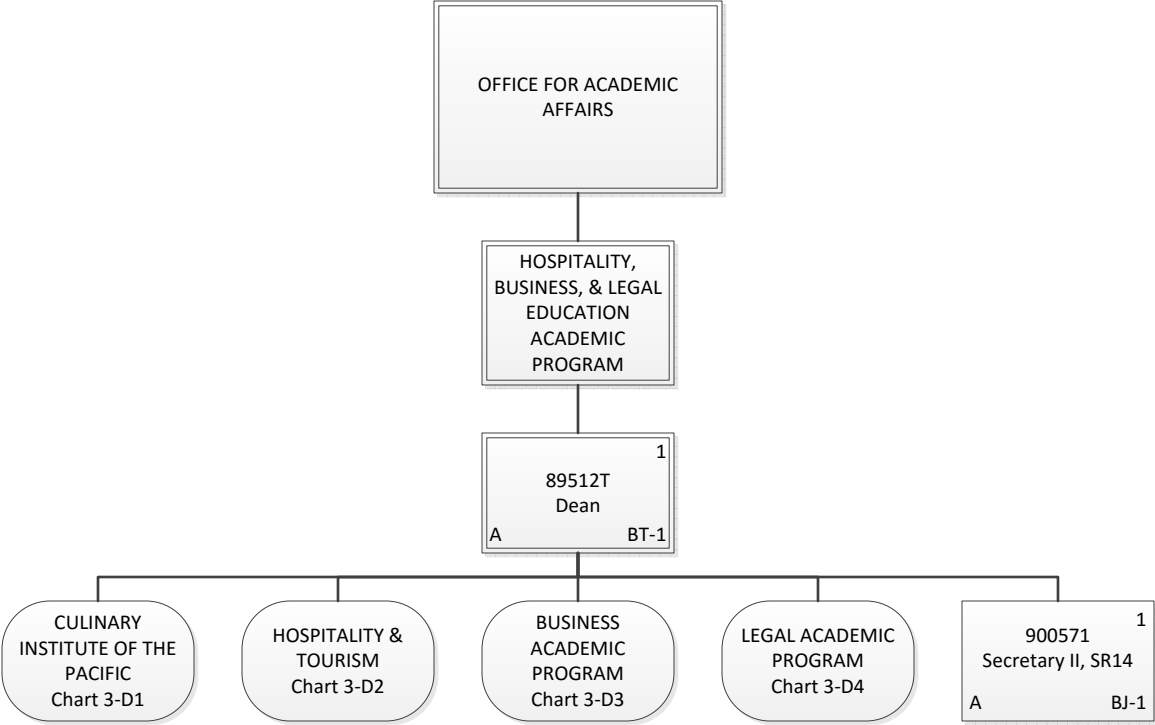 OFFICE FOR ACADEMIC
AFFAIRS
HOSPITALITY,
BUSINESS, & LEGAL
EDUCATION
ACADEMIC
PROGRAM
1
89512T
Dean
A BT-1
CULINARY
INSTITUTE OF THE
PACIFIC
Chart 3-D1
HOSPITALITY &
TOURISM
Chart 3-D2
BUSINESS
ACADEMIC
PROGRAM
Chart 3-D3
LEGAL ACADEMIC
PROGRAM
Chart 3-D4
1
900571
Secretary II, SR14
A BJ-1